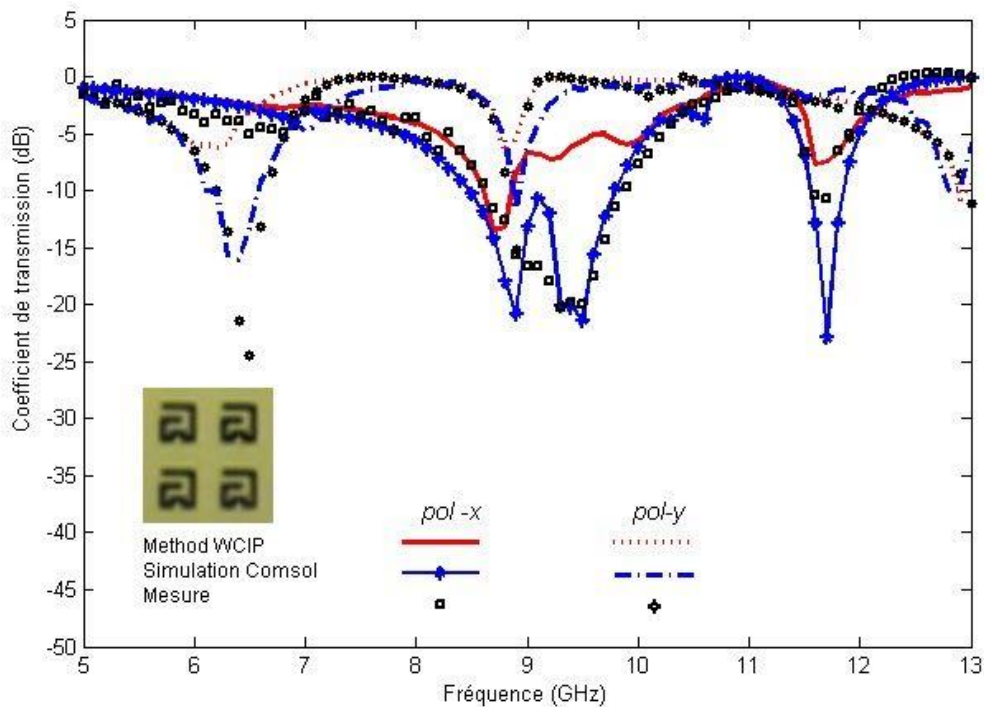 5
0
-5
-10
-15
-20
-25
-30
-35
-40
-45
-50
Coefficient de transmission (dB)
pol -x pol-y
Method WCIP
Simulation Comsol
Mesure
5 6 7 8 9 10 11 12 13
Fréquence (GHz)